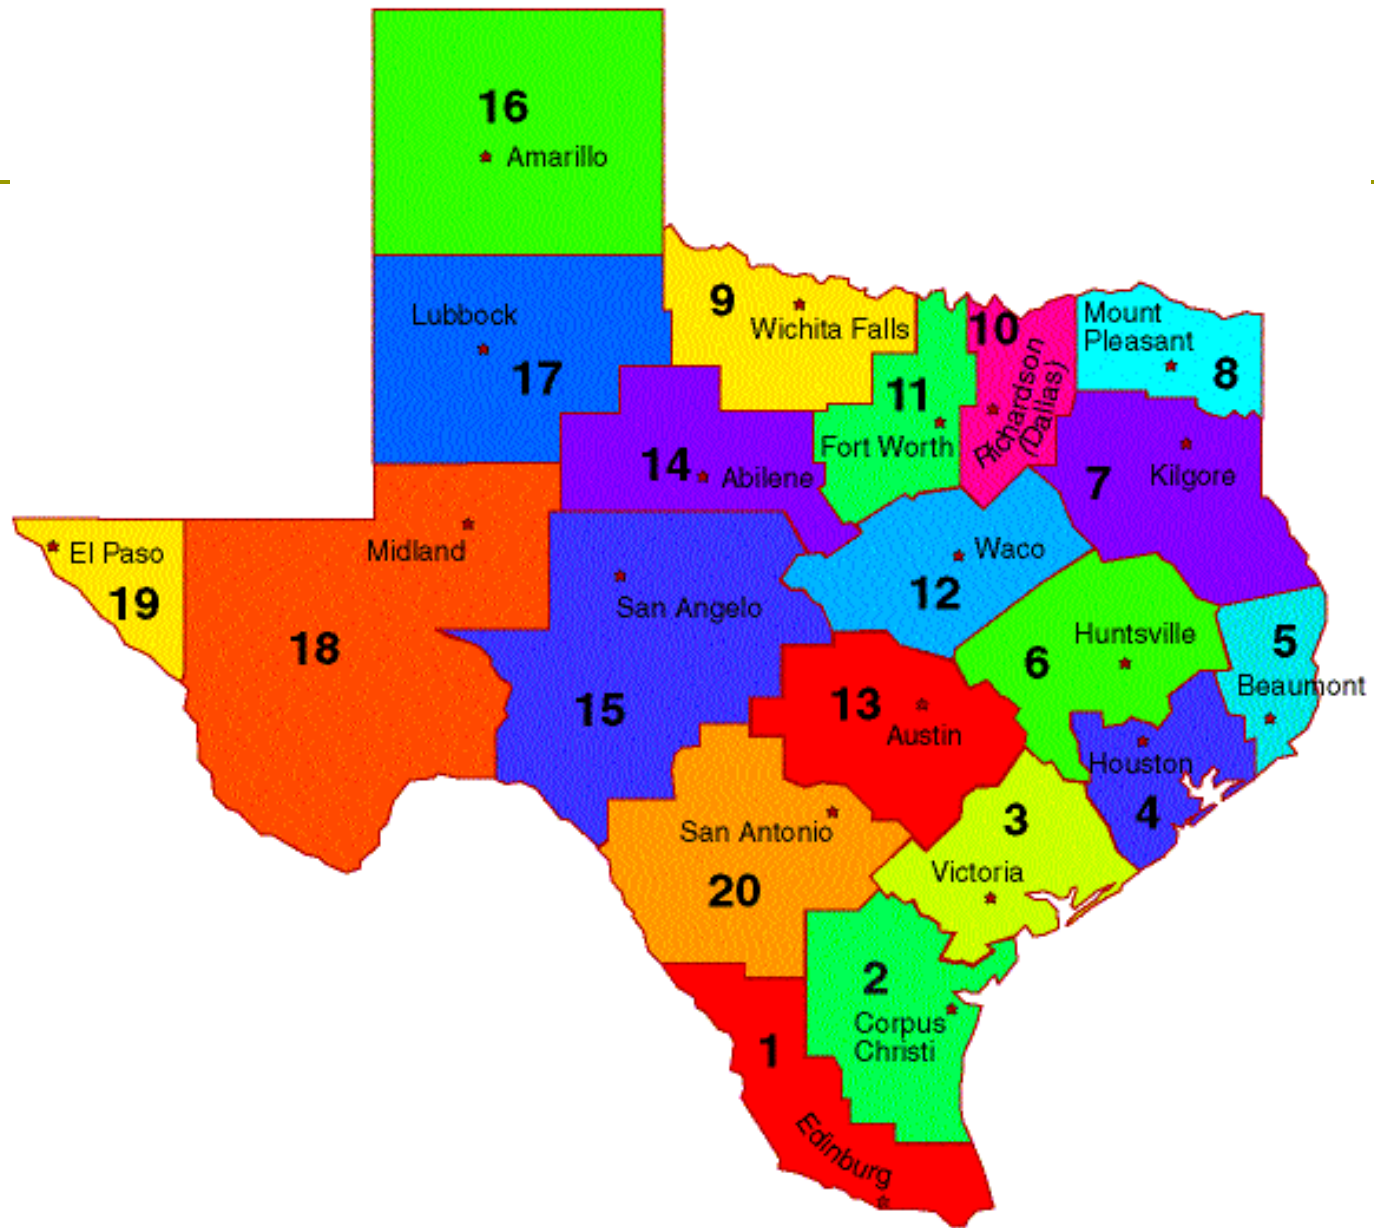 16
Amarillo
Lubbock
17
9
Wichita Falls
10
Richardson
(Dallas)
Mount
Pleasant
8
11
Fort Worth
14
Abilene
7
Kilgore
El Paso
19
Midland
18
San Angelo
15
Waco
12
Huntsville
6
5
Beaumont
13
Austin
Houston
4
3
Victoria
San Antonio
20
2
Corpus
Christi
1
Edinburg